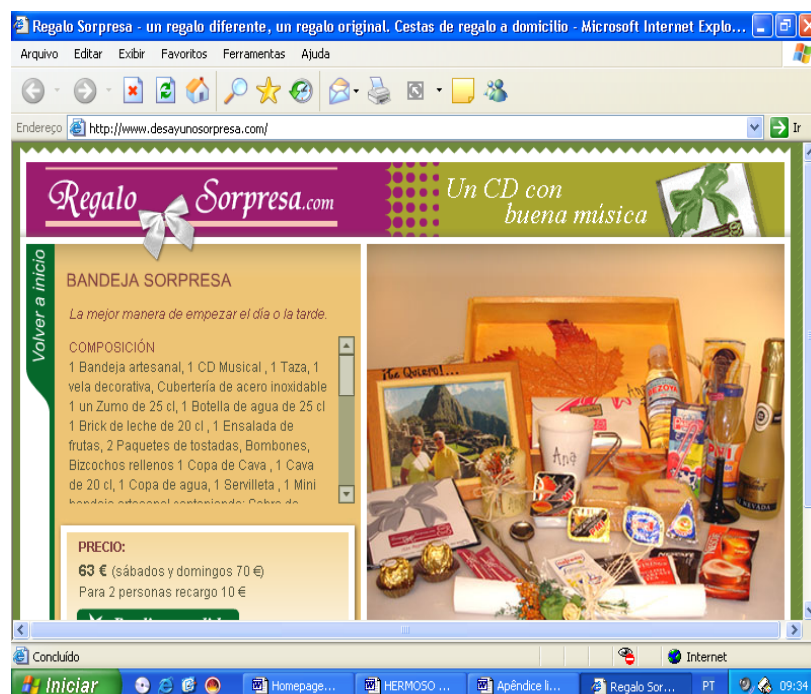 Regalo Sorpresa - un regalo diferente, un regalo original. Cestas de regalo a domicilio - Microsoft Internet Explo...
Arquivo Editar Exibir Favoritos Ferramentas Ajuda
Endereço http://www.desayunosorpresa.com/ Ir
Regalo Sorpresa.com
Un CD con
buena música
Volver a inicio
BANDEJA SORPRESA
La mejor manera de empezar el día o la tarde.
COMPOSICIÓN
1 Bandeja artesanal, 1 CD Musical , 1 Taza, 1
vela decorativa, Cubertería de acero inoxidable
1 un Zumo de 25 cl, 1 Botella de agua de 25 cl
1 Brick de leche de 20 cl , 1 Ensalada de
frutas, 2 Paquetes de tostadas, Bombones,
Bizcochos rellenos 1 Copa de Cava , 1 Cava
de 20 cl, 1 Copa de agua, 1 Servilleta , 1 Mini
PRECIO:
63 € (sábados y domingos 70 €)
Para 2 personas recargo 10 €
¡Te Quiero!...
Ana
BEZOYA
Ana
NEVADA
Concluído Internet
Iniciar Homepage... HERMOSO ... Apêndice li... Regalo Sor... PT 09:36